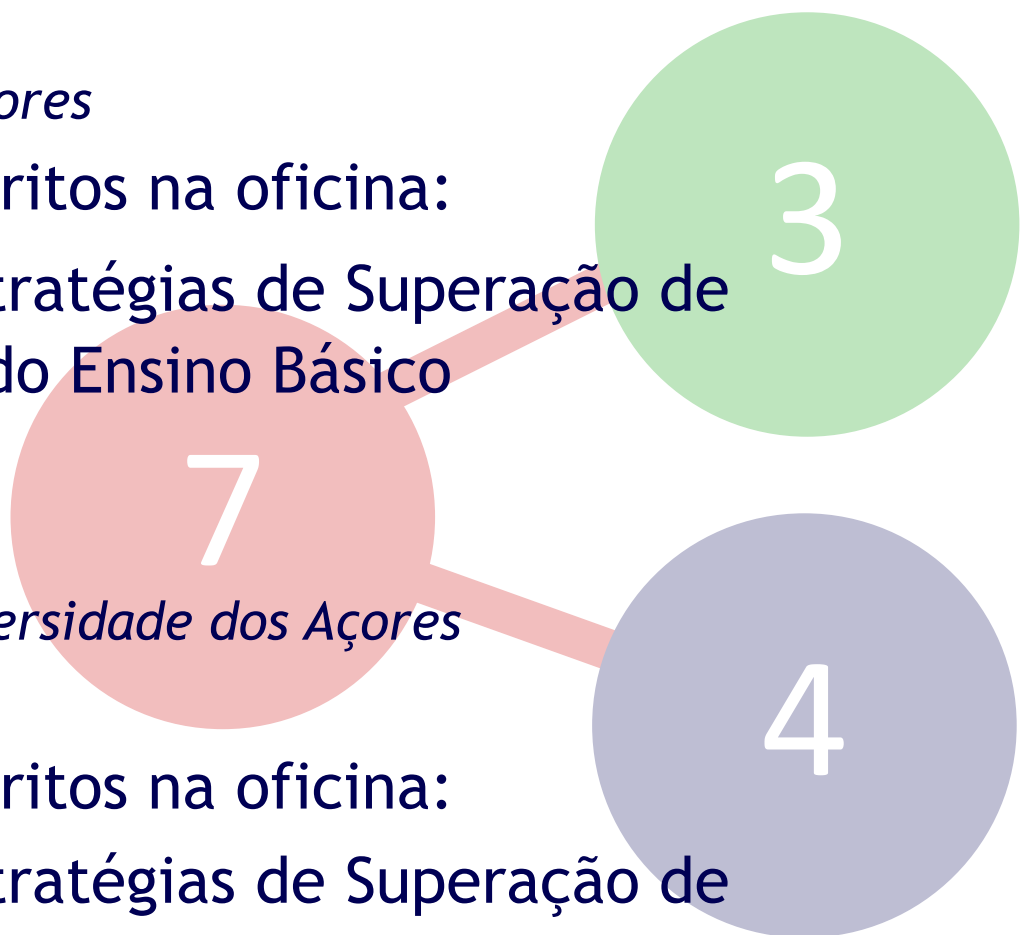 ores
ritos na oficina:
3
tratégias de Superação de
do Ensino Básico
7
ersidade dos Açores
4
ritos na oficina:
tratégias de Superação de